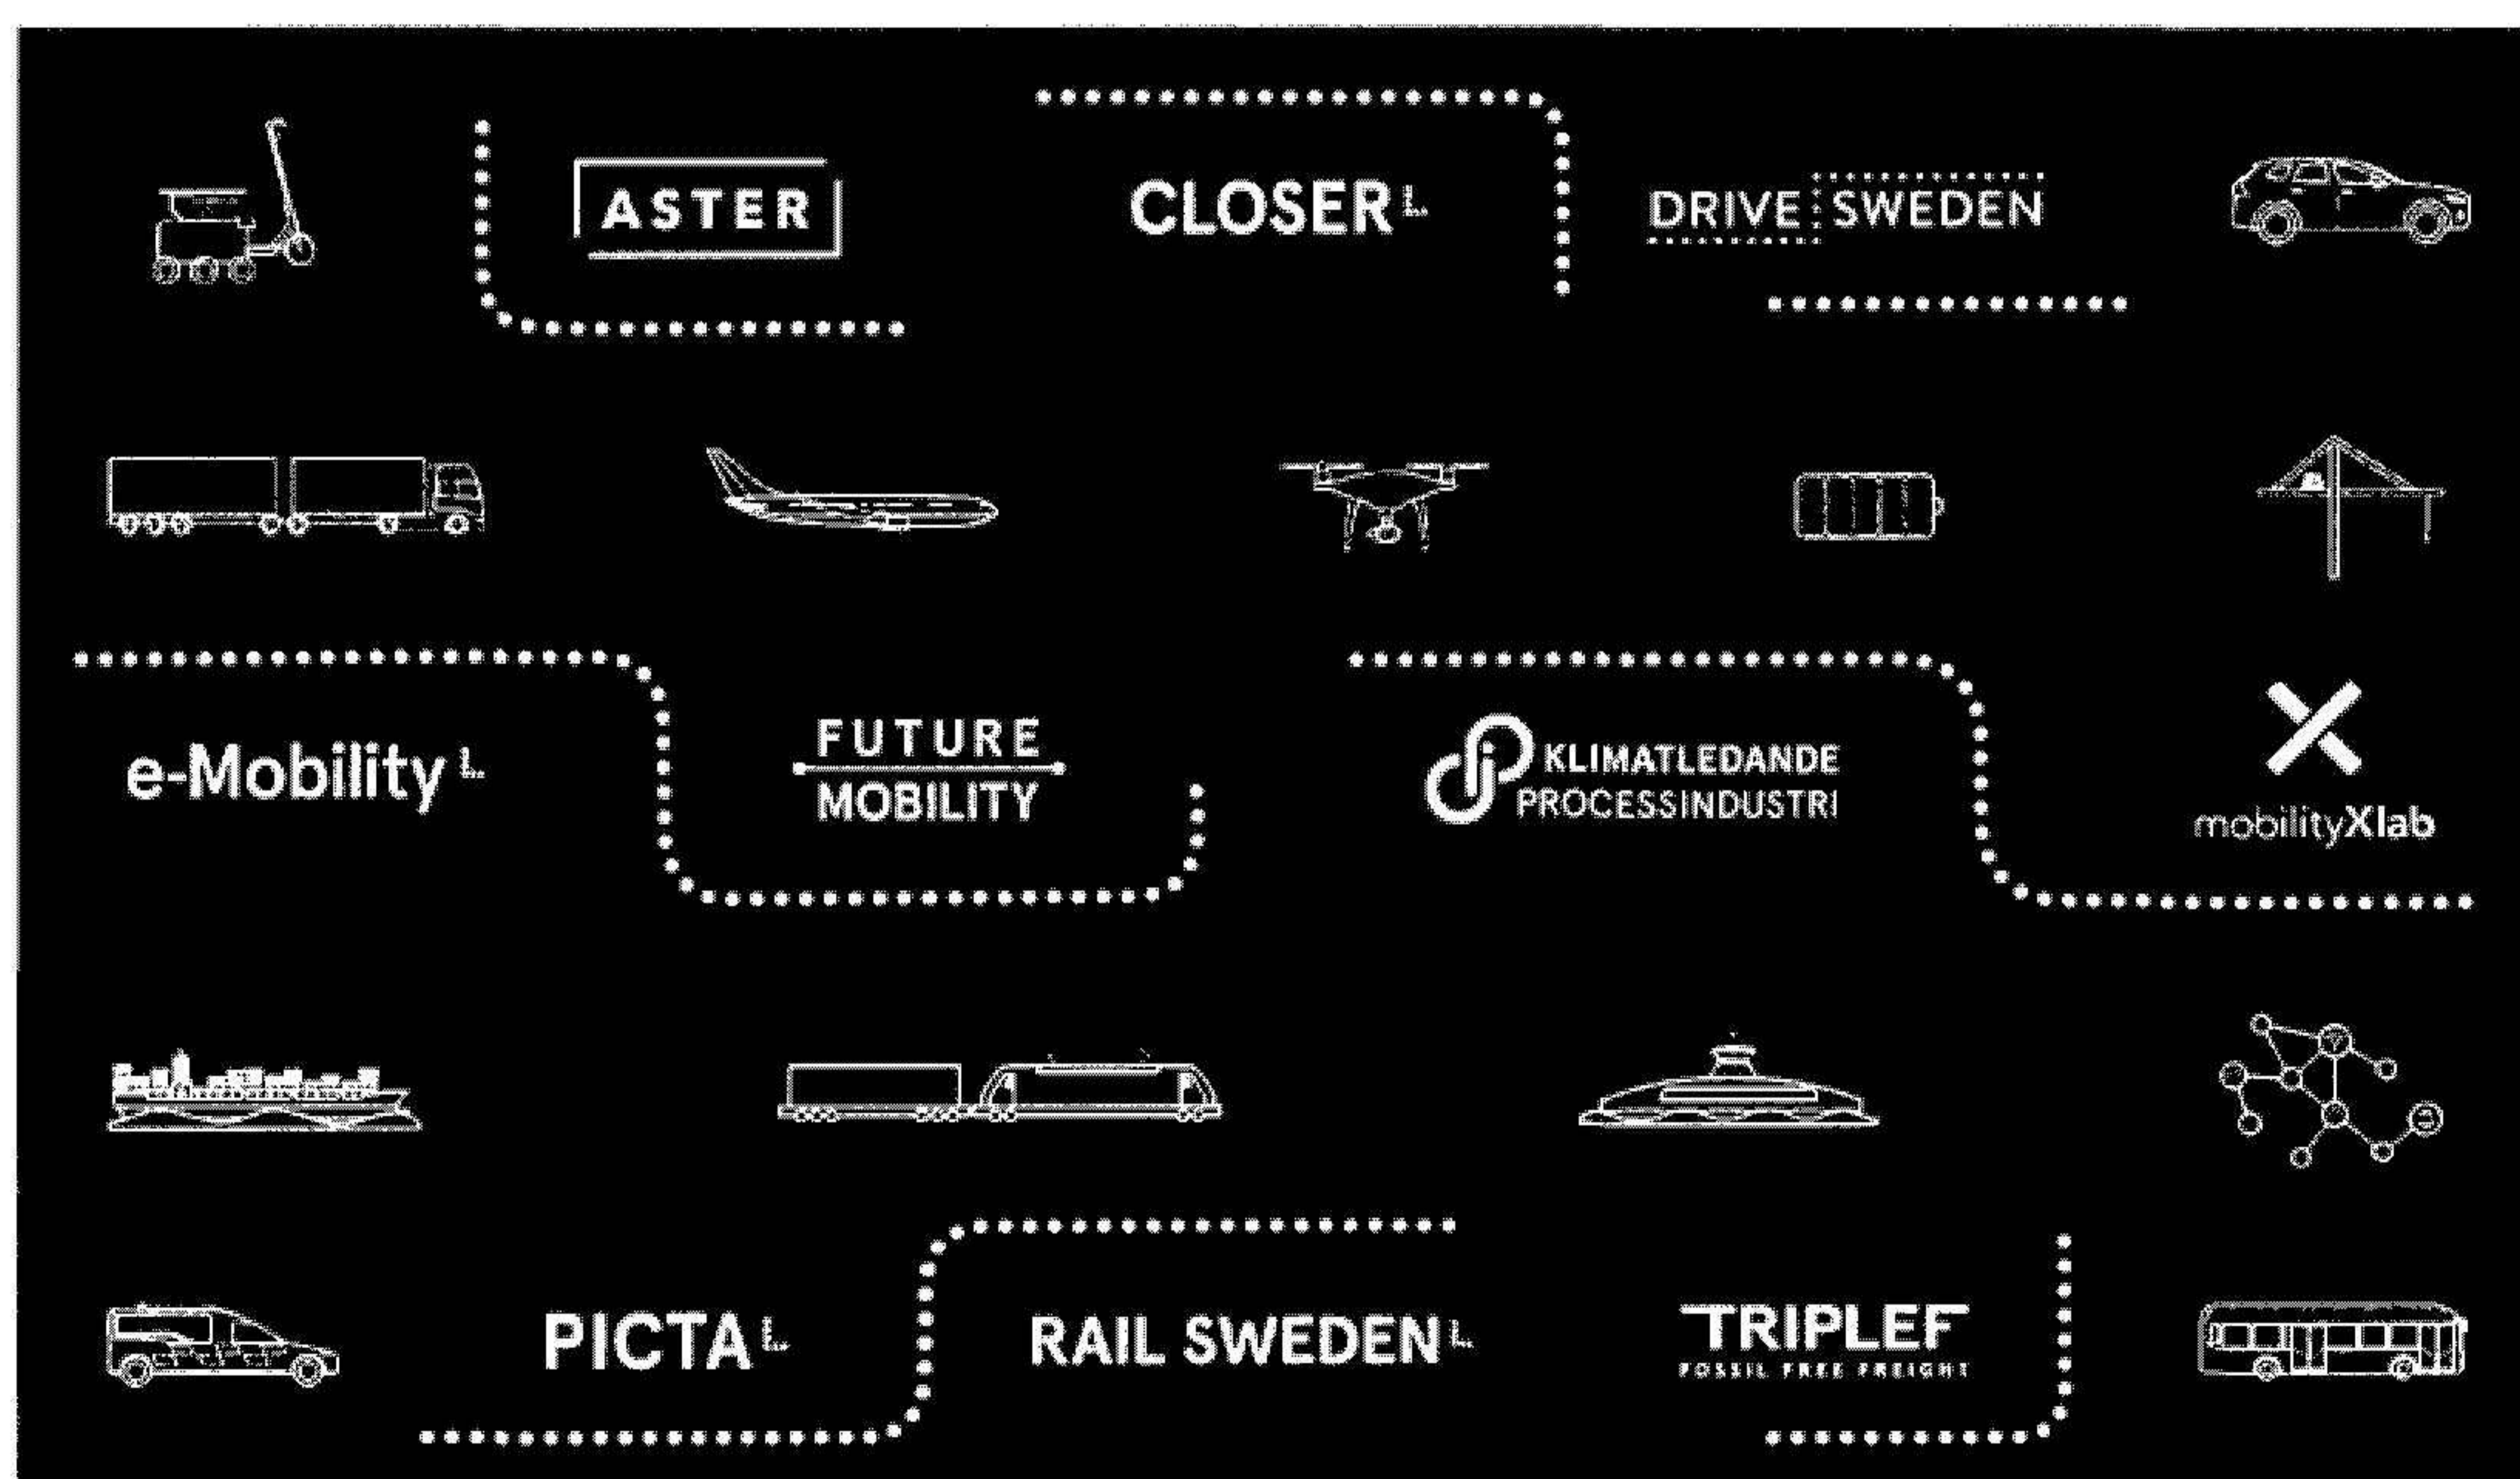 ASTER
CLOSER L
DRIVE SWEDEN
e-Mobility L
FUTURE
MOBILITY
KLIMATLEDANDE
PROCESSINDUSTRI
mobilityXlab
PICTA L
RAIL SWEDEN L
TRIPLEF
FOSSIL FREE FREIGHT